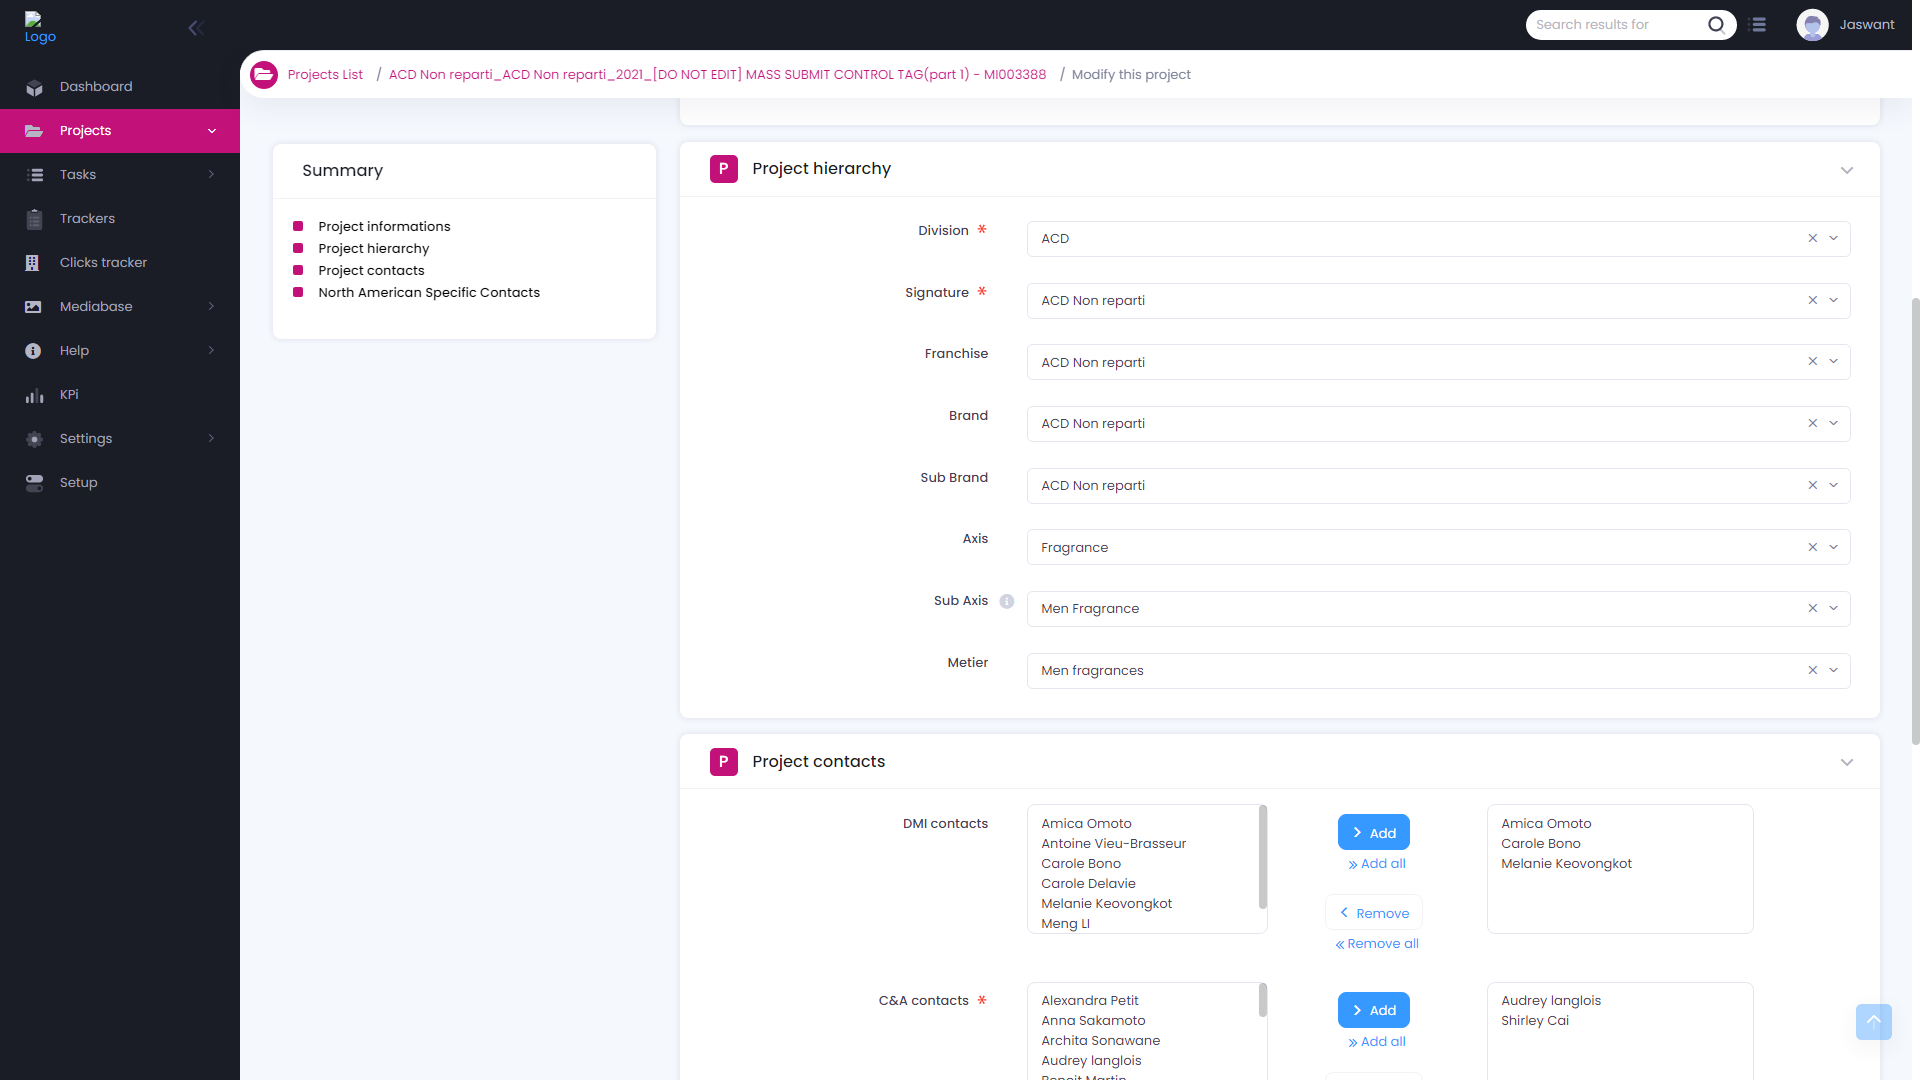 Logo
Search results for
Jaswant
Projects List / ACD Non reparti_ACD Non reparti_2021_[DO NOT EDIT] MASS SUBMIT CONTROL TAG(part 1) - MI003388 / Modify this project
Dashboard
Projects
Tasks
Trackers
Clicks tracker
Mediabase
Help
KPi
Settings
Setup
Summary
Project informations
Project hierarchy
Project contacts
North American Specific Contacts
P Project hierarchy
Division * ACD
Signature * ACD Non reparti
Franchise ACD Non reparti
Brand ACD Non reparti
Sub Brand ACD Non reparti
Axis Fragrance
Sub Axis Men Fragrance
Metier Men fragrances
P Project contacts
DMI contacts
Amica Omoto
Antoine Vieu-Brasseur
Carole Bono
Carole Delavie
Melanie Keovongkot
Meng LI
Add
Add all
Remove
Remove all
Amica Omoto
Carole Bono
Melanie Keovongkot
C&A contacts *
Alexandra Petit
Anna Sakamoto
Archita Sonawane
Audrey langlois
Benoit Martin
Add
Add all
Audrey langlois
Shirley Cai